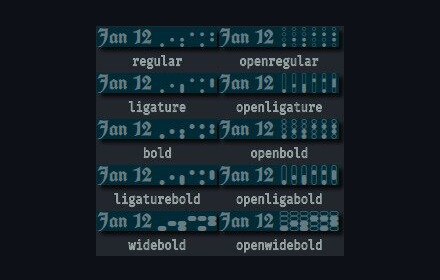 Jan 12 Jan 12
regular openregular
Jan 12 Jan 12
ligature openligature
Jan 12 Jan 12
bold openbold
Jan 12 Jan 12
ligaturebold openligabold
Jan 12 Jan 12
widebold openwidebold